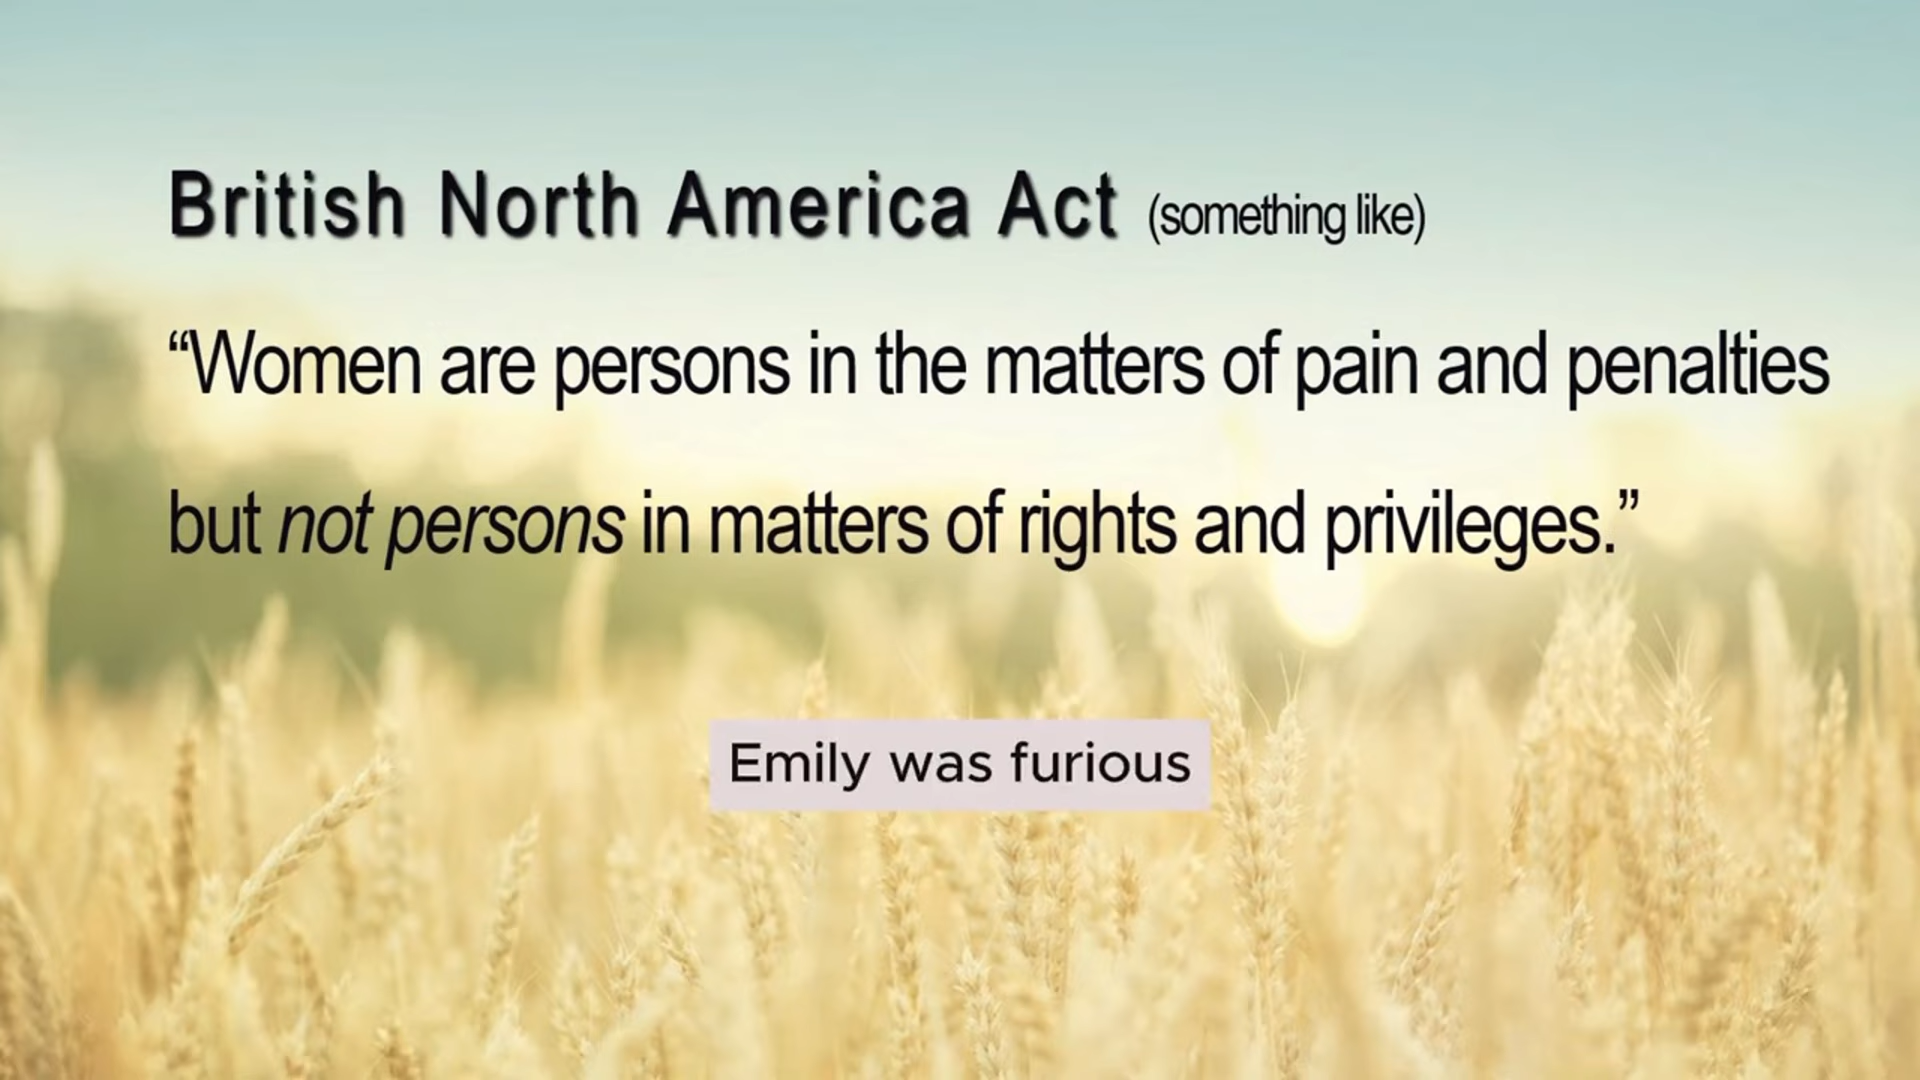 British North America Act (something like)
“Women are persons in the matters of pain and penalties
but not persons in matters of rights and privileges.”
Emily was furious